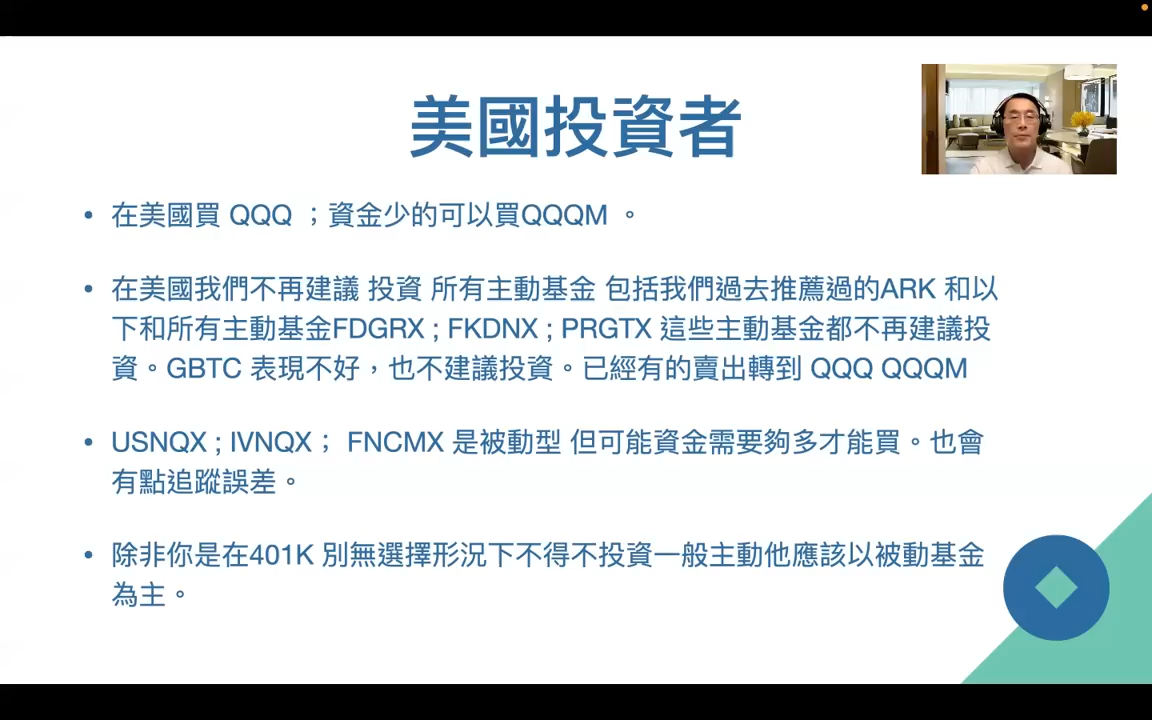 美國投資者
• 在美國買 QQQ ；資金少的可以買QQQM 。
• 在美國我們不再建議 投資 所有主動基金 包括我們過去推薦過的ARK 和以
下和所有主動基金FDGRX ; FKDNX ; PRGTX 這些主動基金都不再建議投
資。GBTC 表現不好，也不建議投資。已經有的賣出轉到 QQQ QQQM
• USNQX ; IVNQX； FNCMX 是被動型 但可能資金需要夠多才能買。也會
有點追蹤誤差。
• 除非你是在401K 別無選擇形況下不得不投資一般主動他應該以被動基金
為主。